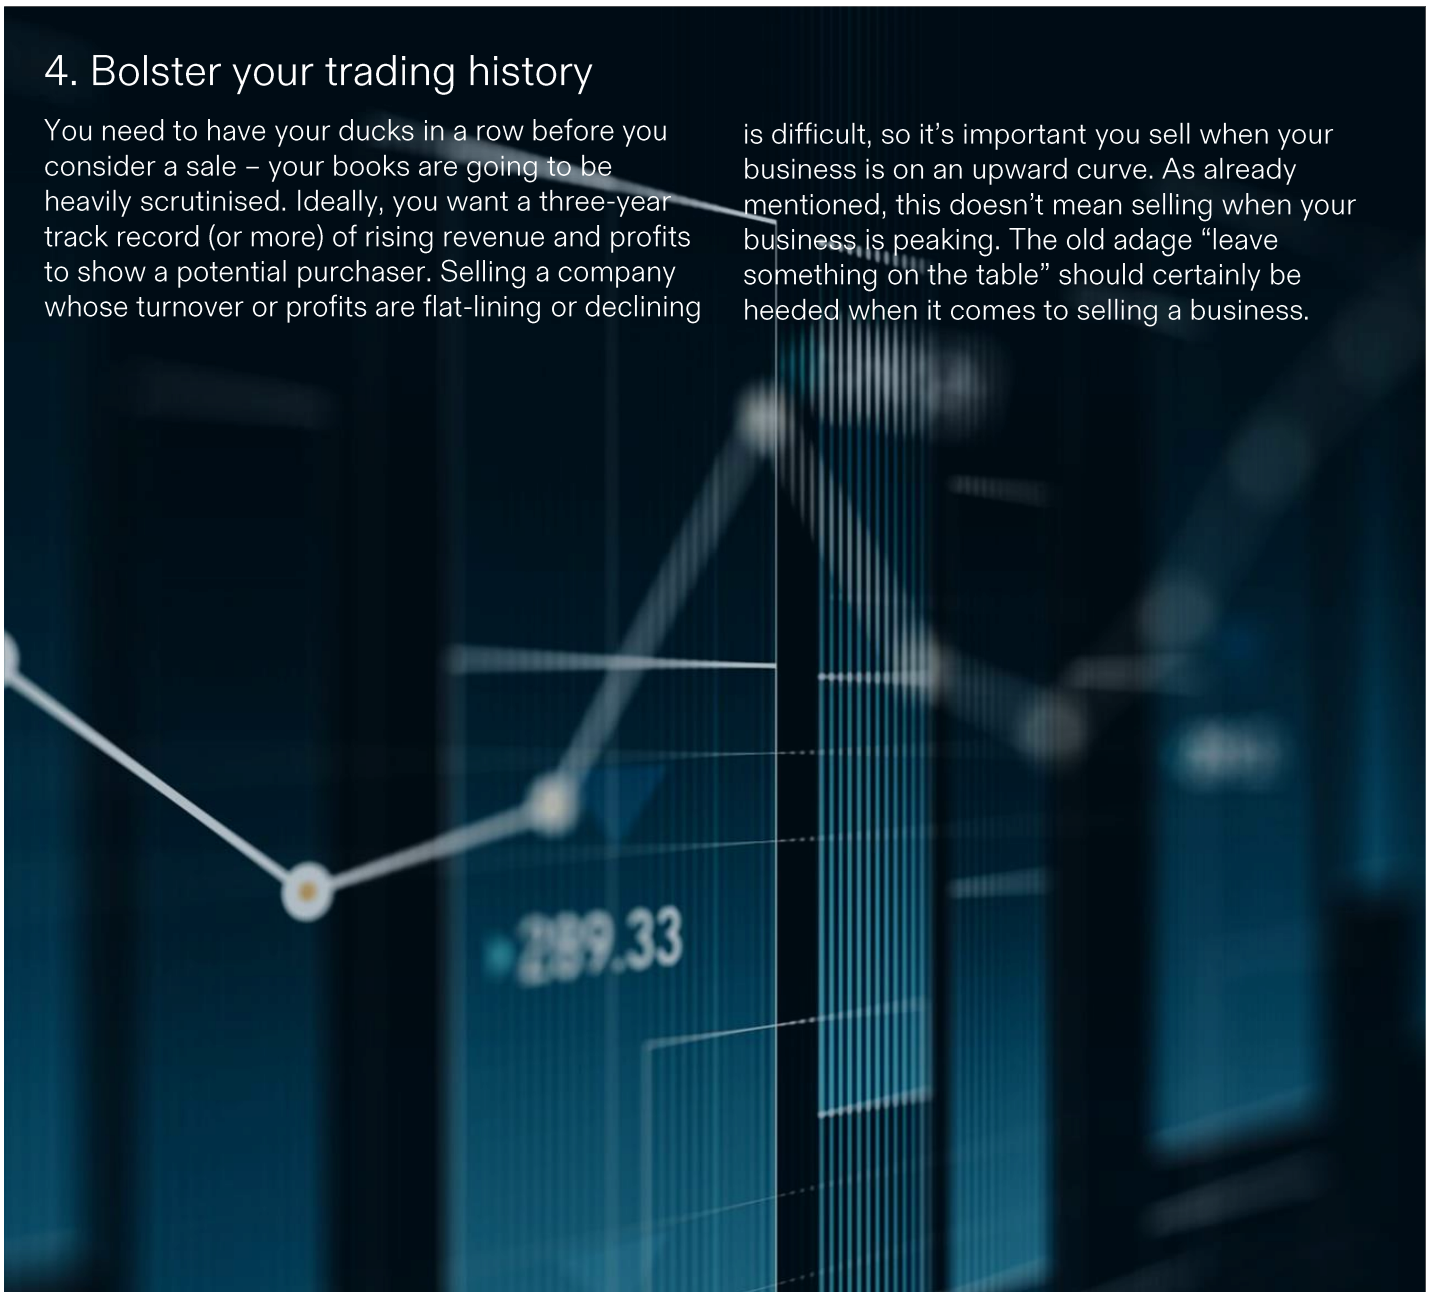 4. Bolster your trading history
You need to have your ducks in a row before you
consider a sale – your books are going to be
heavily scrutinised. Ideally, you want a three-year
track record (or more) of rising revenue and profits
to show a potential purchaser. Selling a company
whose turnover or profits are flat-lining or declining
is difficult, so it’s important you sell when your
business is on an upward curve. As already
mentioned, this doesn’t mean selling when your
business is peaking. The old adage “leave
something on the table” should certainly be
heeded when it comes to selling a business.
289.33